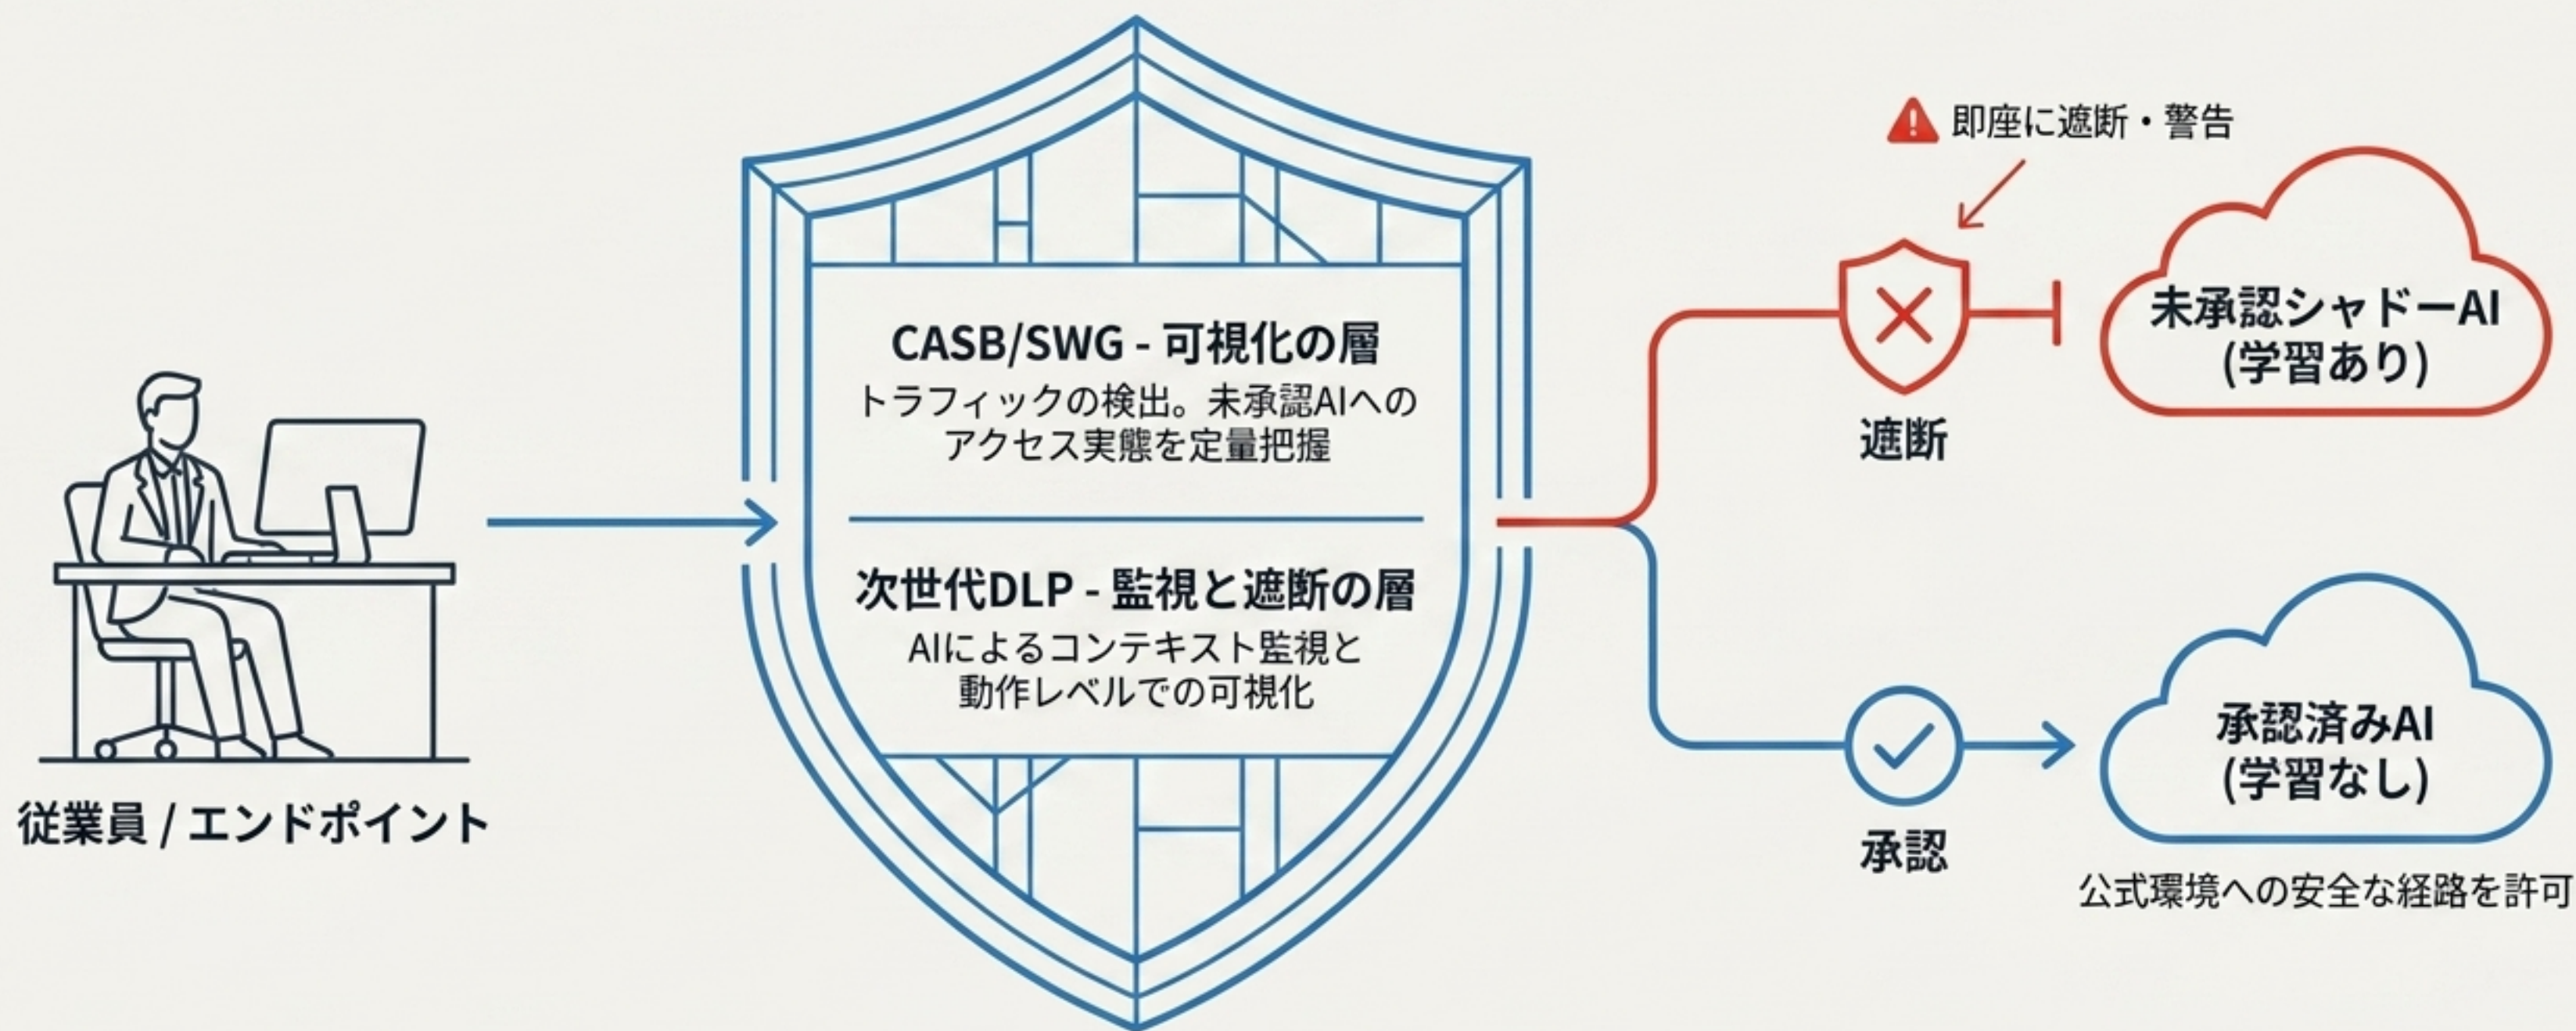 従業員 / エンドポイント
CASB/SWG - 可視化の層
トラフィックの検出。未承認AIへの
アクセス実態を定量把握
次世代DLP - 監視と遮断の層
AIによるコンテキスト監視と
動作レベルでの可視化
即座に遮断・警告
遮断
未承認シャドーAI
(学習あり)
承認
承認済みAI
(学習なし)
公式環境への安全な経路を許可